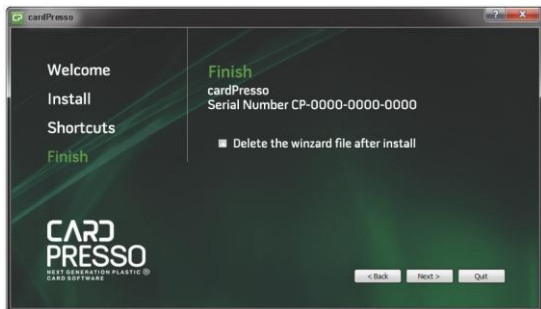 cardPresso
Welcome
Install
Shortcuts
Finish
Finish
cardPresso
Serial Number CP-0000-0000-0000
Delete the winzard file after install
CARD
PRESSO
NEXT GENERATION PLASTIC ®
CARD SOFTWARE
< Back Next > Quit